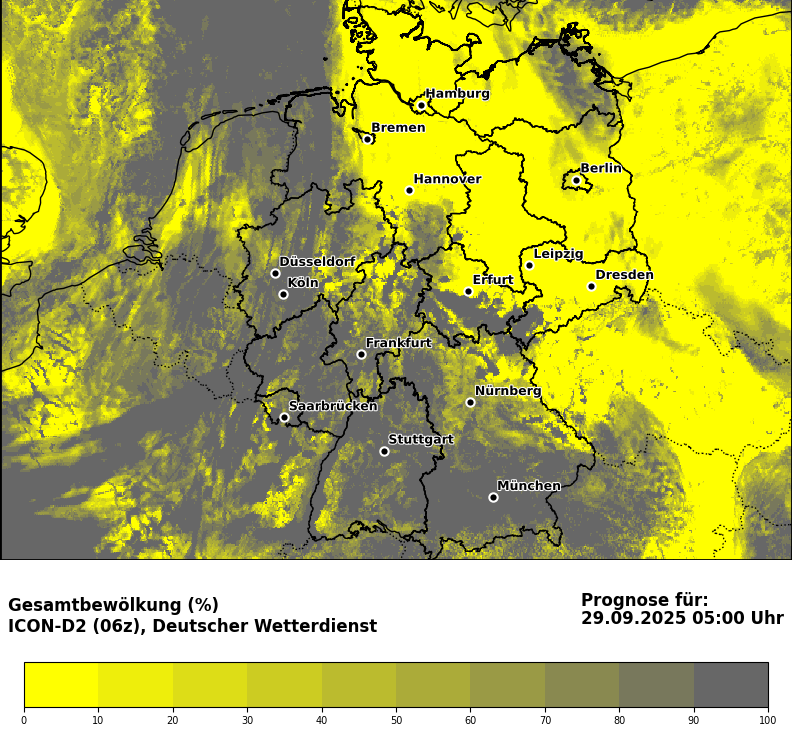 Hamburg
Bremen
Berlin
Hannover
Leipzig
Düsseldorf
Dresden
Erfurt
Köln
Frankfurt
Nürnberg
Saarbrücken
Stuttgart
München
Gesamtbewölkung (%)
ICON-D2 (06z), Deutscher Wetterdienst
Prognose für:
29.09.2025 05:00 Uhr
0 10 20 30 40 50 60 70 80 90 100